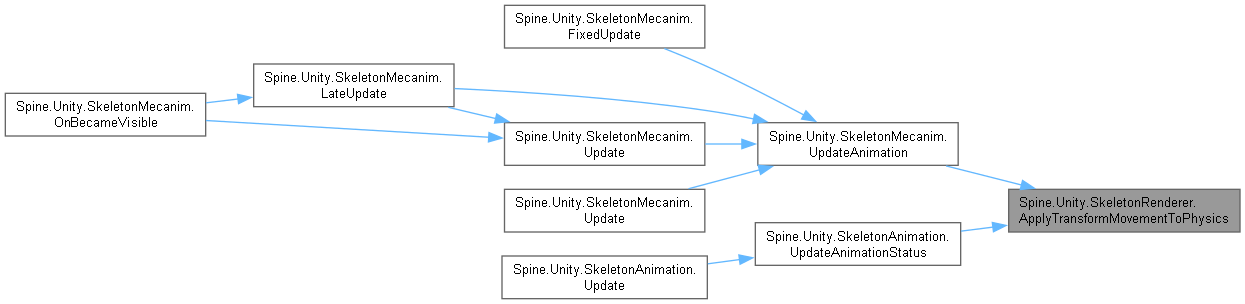 Spine.Unity.SkeletonMecanim.
FixedUpdate
Spine.Unity.SkeletonMecanim.
LateUpdate
Spine.Unity.SkeletonMecanim.
OnBecameVisible
Spine.Unity.SkeletonMecanim.
Update
Spine.Unity.SkeletonMecanim.
UpdateAnimation
Spine.Unity.SkeletonMecanim.
Update
Spine.Unity.SkeletonRenderer.
ApplyTransformMovementToPhysics
Spine.Unity.SkeletonAnimation.
UpdateAnimationStatus
Spine.Unity.SkeletonAnimation.
Update